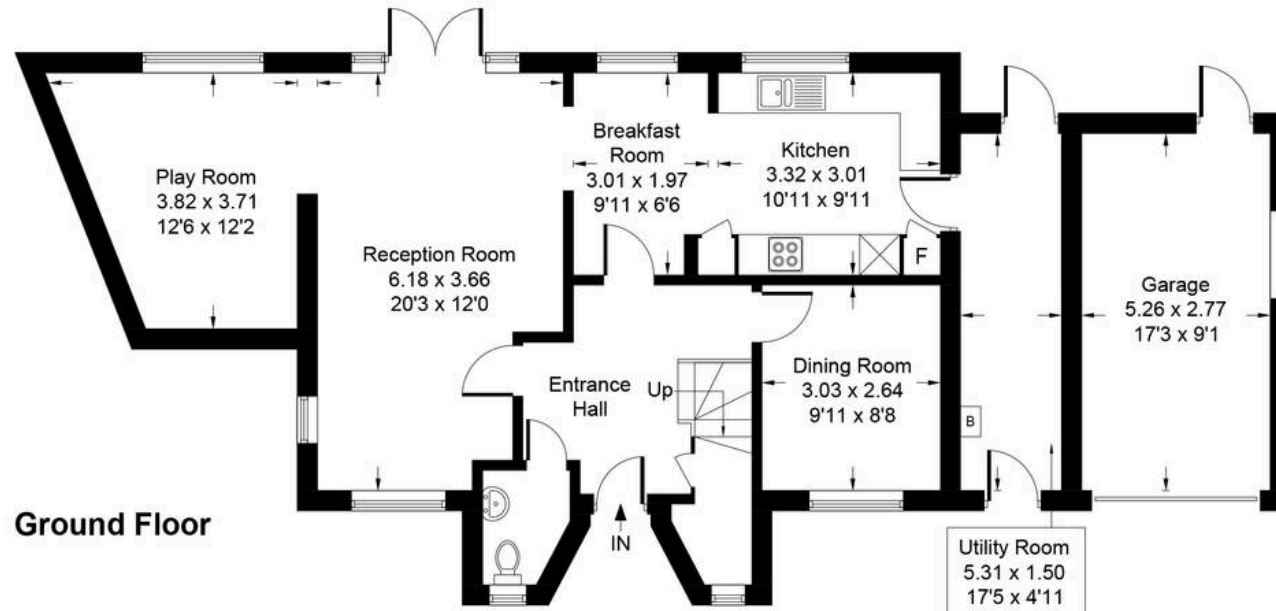 Play Room
3.82 x 3.71
12'6 x 12'2
Reception Room
6.18 x 3.66
20'3 x 12'0
Breakfast
Room
3.01 x 1.97
9'11 x 6'6
Kitchen
3.32 x 3.01
10'11 x 9'11
F
Garage
5.26 x 2.77
17'3 x 9'1
Entrance
Hall
Up
Dining Room
3.03 x 2.64
9'11 x 8'8
B
Ground Floor
IN
Utility Room
5.31 x 1.50
17'5 x 4'11